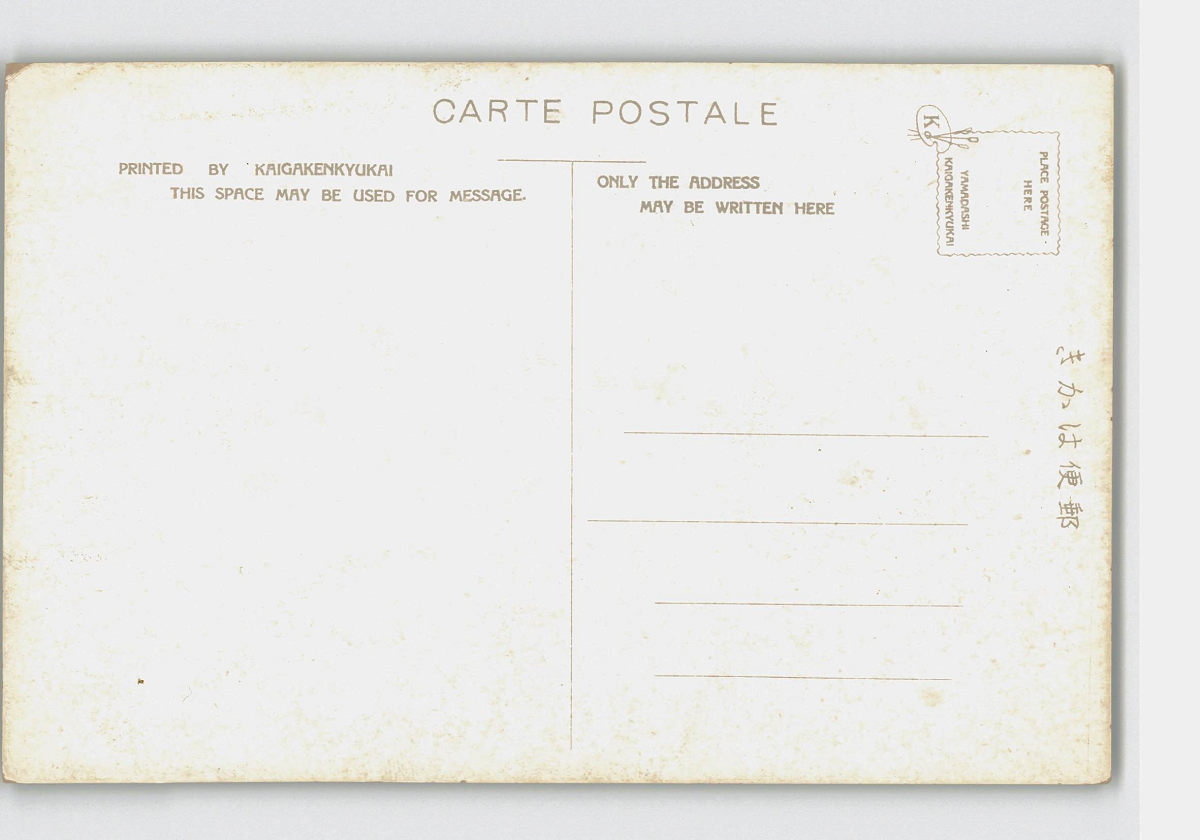 CARTE POSTALE
PRINTED BY KAIGAKENKYUKAI
THIS SPACE MAY BE USED FOR MESSAGE.
ONLY THE ADDRESS
MAY BE WRITTEN HERE
K
PLACE POSTAGE
HERE
YAMADASHI
KAIGAKENKYUKAI
きかは便郵